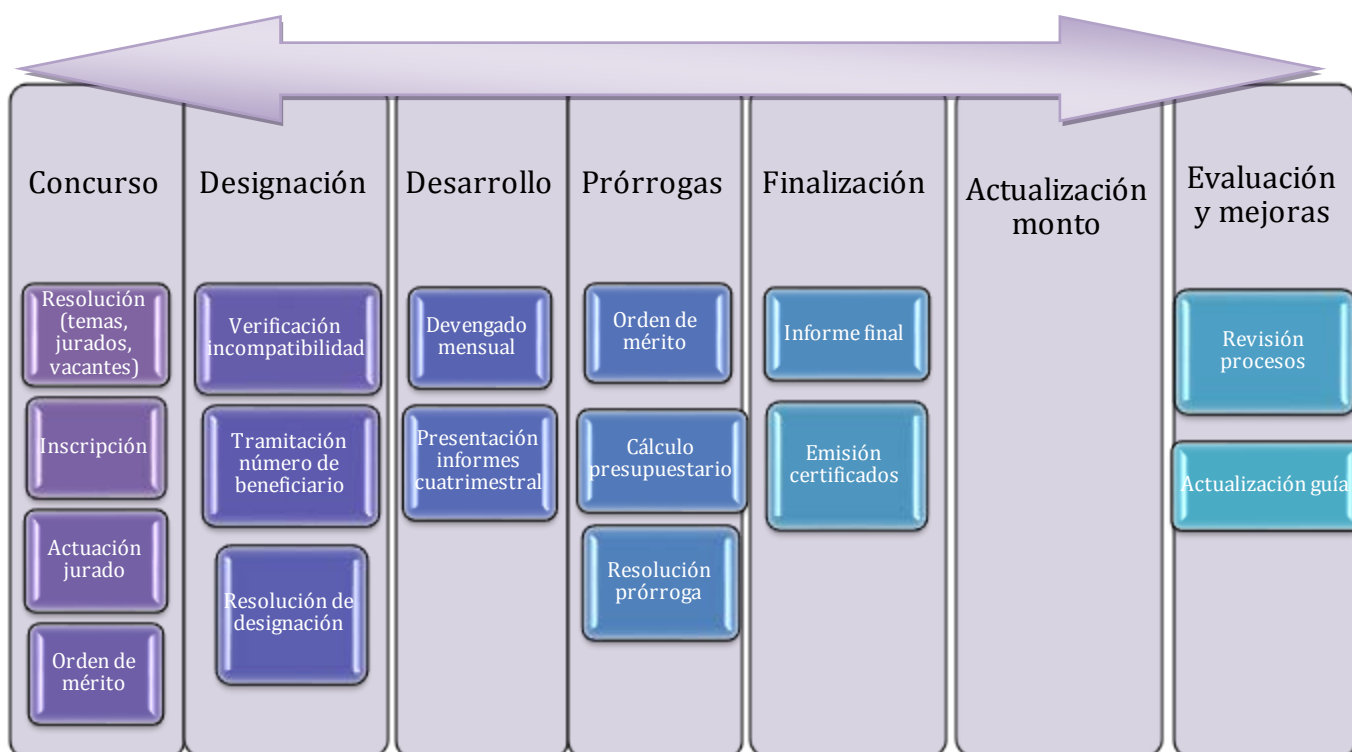 Concurso
Resolución
(temas,
jurados,
vacantes)
Inscripción
Actuación
jurado
Orden de
mérito
Designación
Verificación
incompatibilidad
Tramitación
número de
beneficiario
Resolución de
designación
Desarrollo
Devengado
mensual
Presentación
informes
cuatrimestral
Prórrogas
Orden de
mérito
Cálculo
presupuestario
Resolución
prórroga
Finalización
Informe final
Emisión
certificados
Actualización
monto
Evaluación
y mejoras
Revisión
procesos
Actualización guía